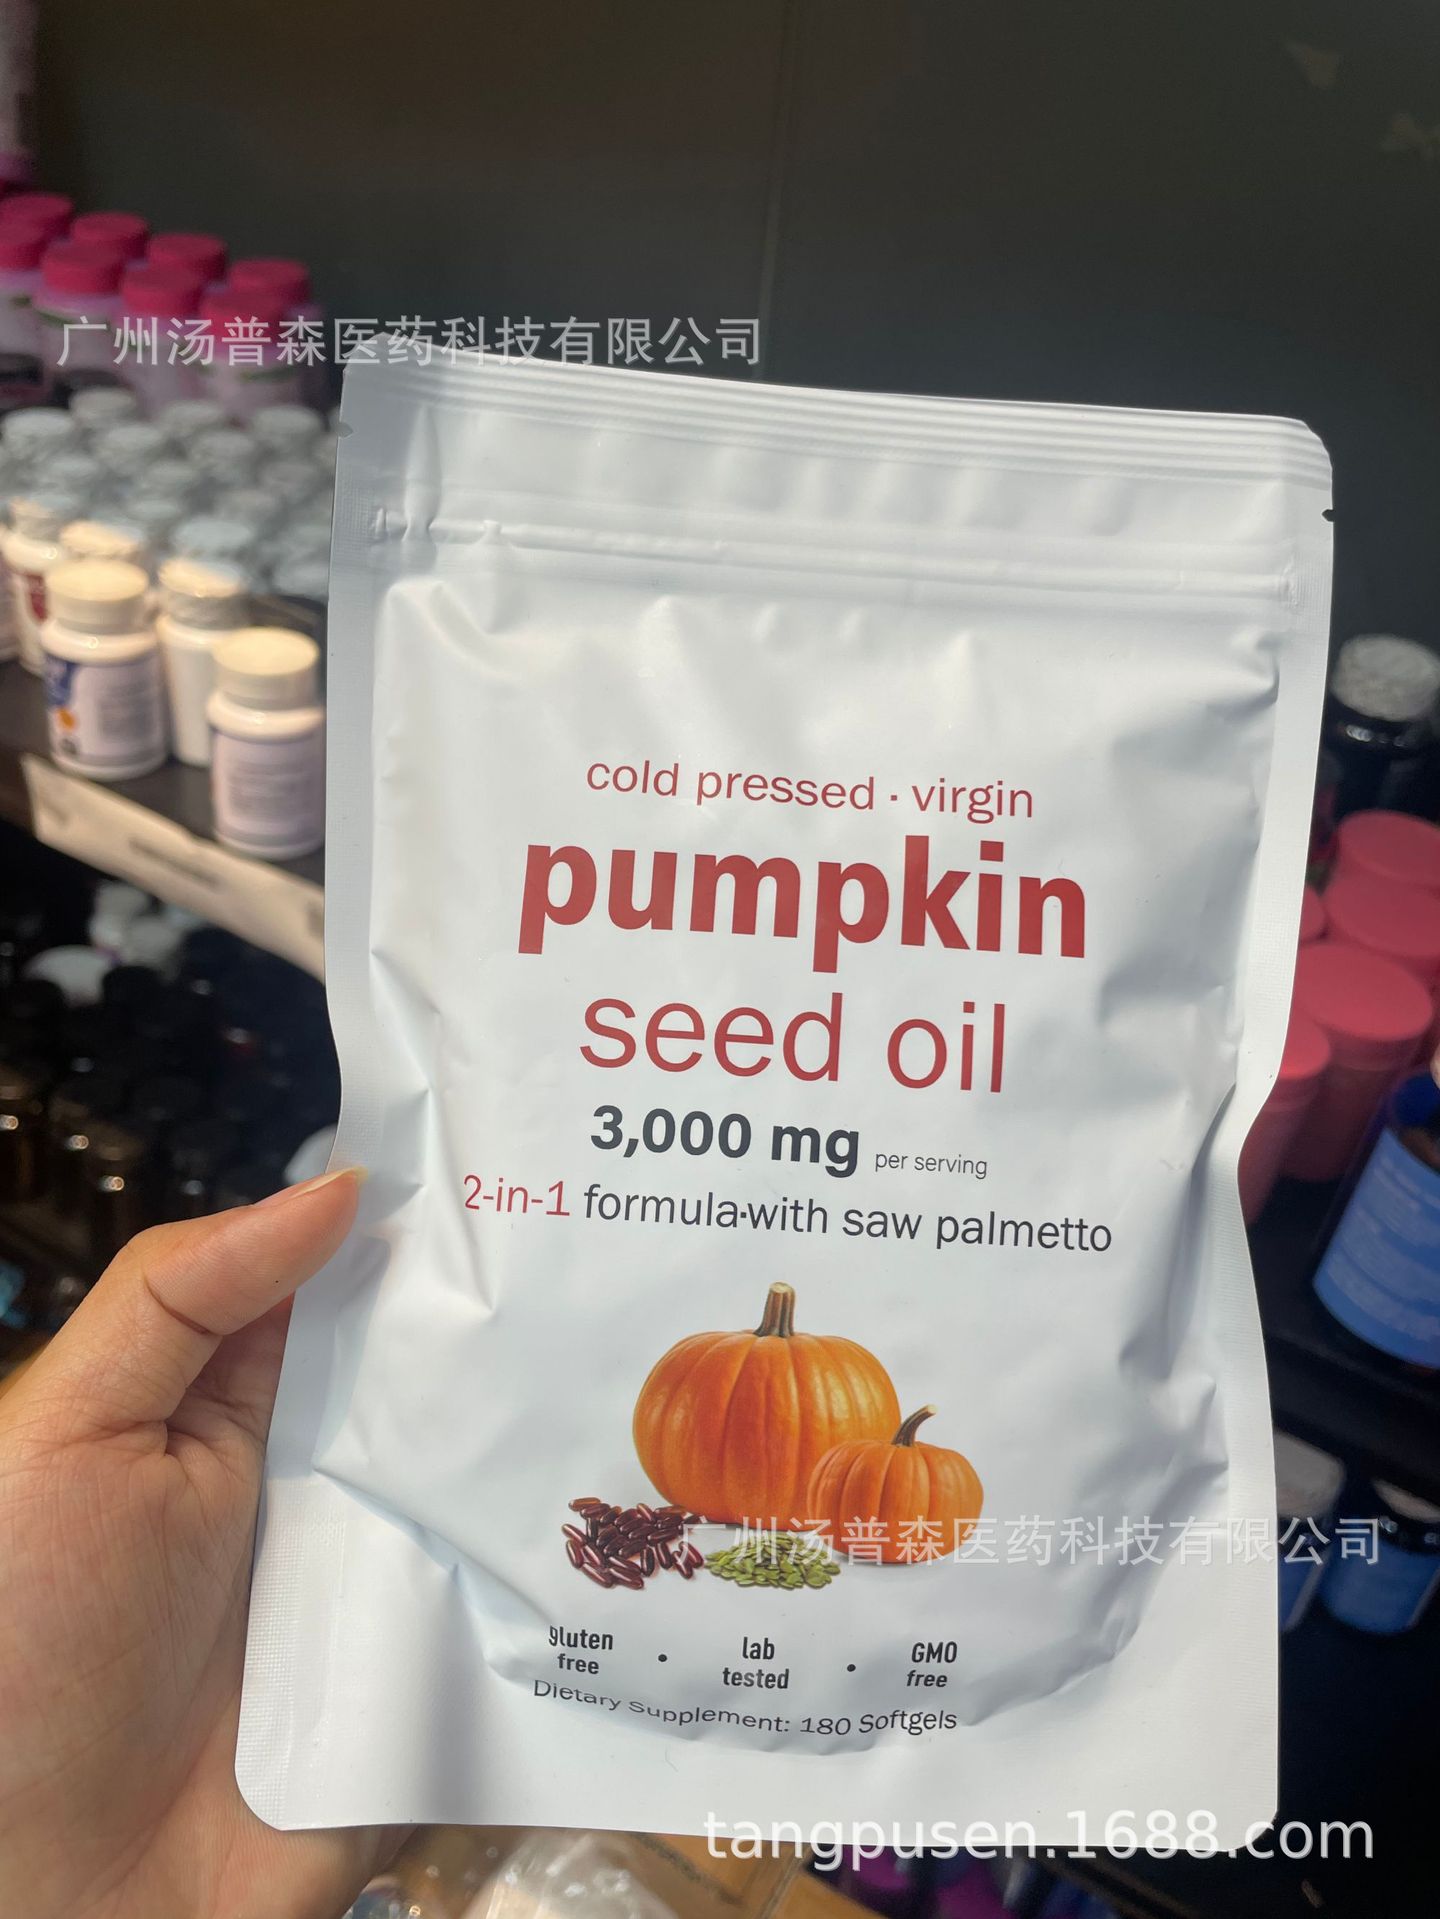 广州汤普森医药科技有限公司
cold pressed · virgin
pumpkin
seed oil
3,000 mg per serving
2-in-1 formula·with saw palmetto
广州汤普森医药科技有限公司
gluten free · lab tested · GMO free
Dietary Supplement: 180 Softgels
tangpusen.1688.com